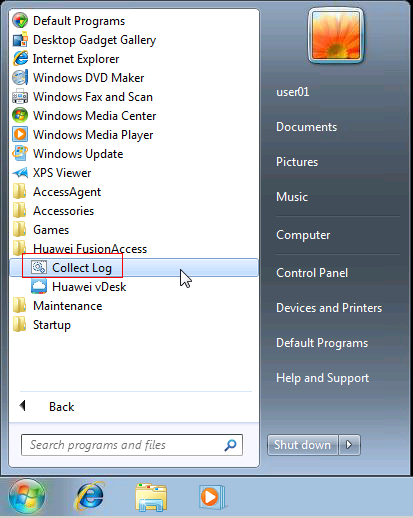 Default Programs
Desktop Gadget Gallery
Internet Explorer
Windows DVD Maker
Windows Fax and Scan
Windows Media Center
Windows Media Player
Windows Update
XPS Viewer
AccessAgent
Accessories
Games
Huawei FusionAccess
Collect Log
Huawei vDesk
Maintenance
Startup
Back
Search programs and files
user01
Documents
Pictures
Music
Computer
Control Panel
Devices and Printers
Default Programs
Help and Support
Shut down